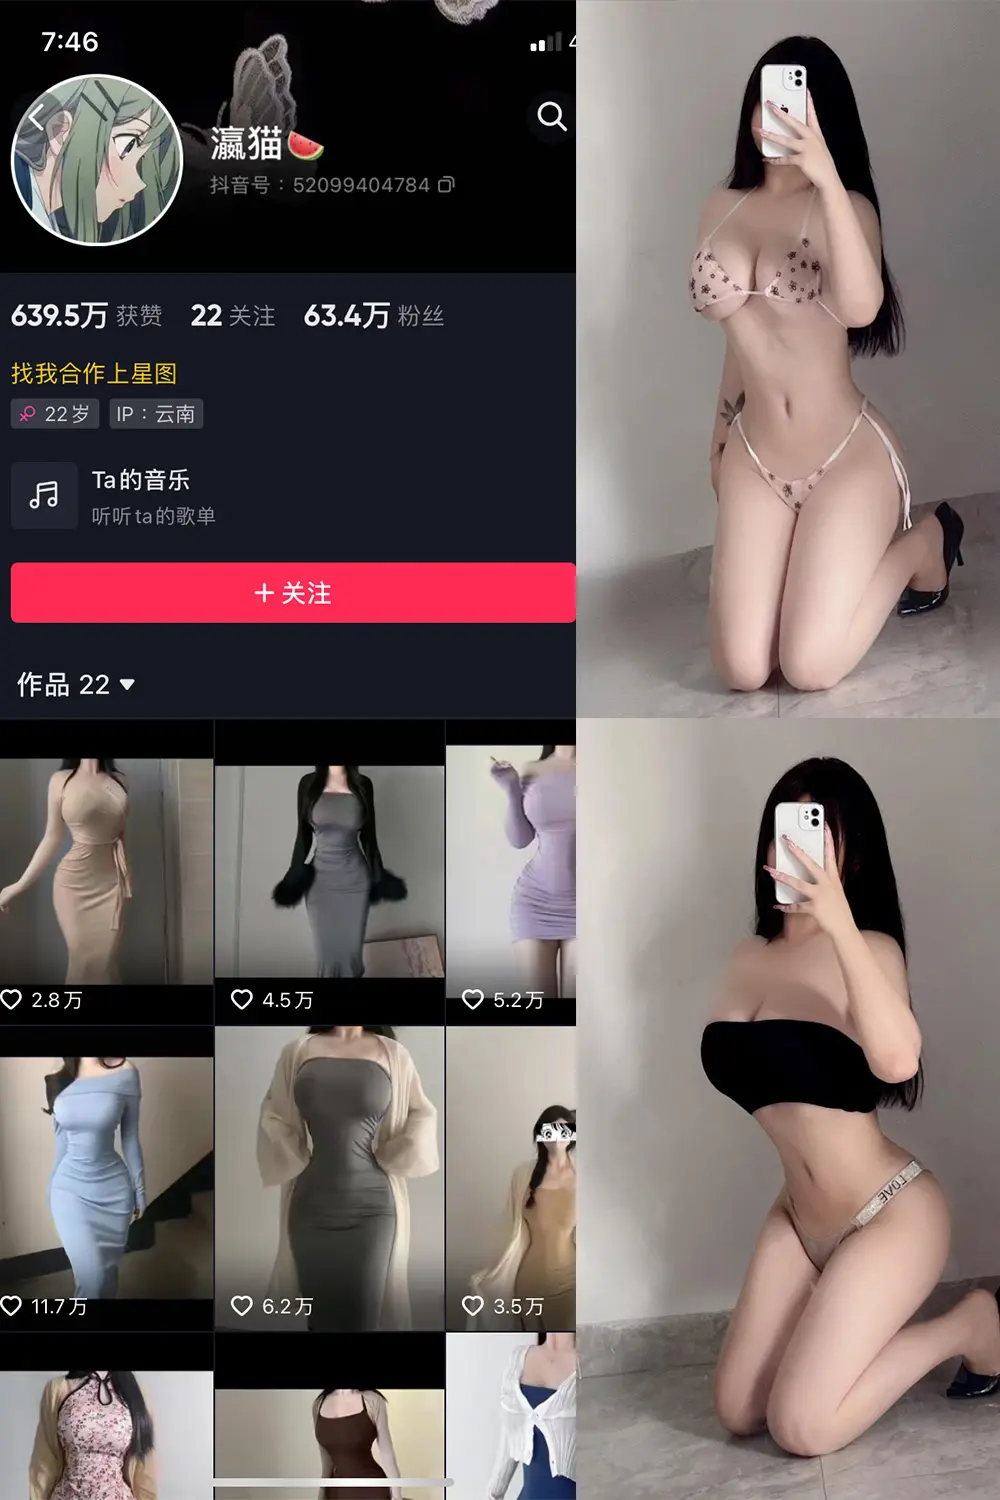 7:46
4
瀛猫🍉
抖音号：52099404784
639.5万 获赞 22 关注 63.4万 粉丝
找我合作上星图
22岁 IP：云南
Ta的音乐
听听ta的歌单
+ 关注
作品 22
2.8万 4.5万 5.2万
11.7万 6.2万 3.5万
LOVE